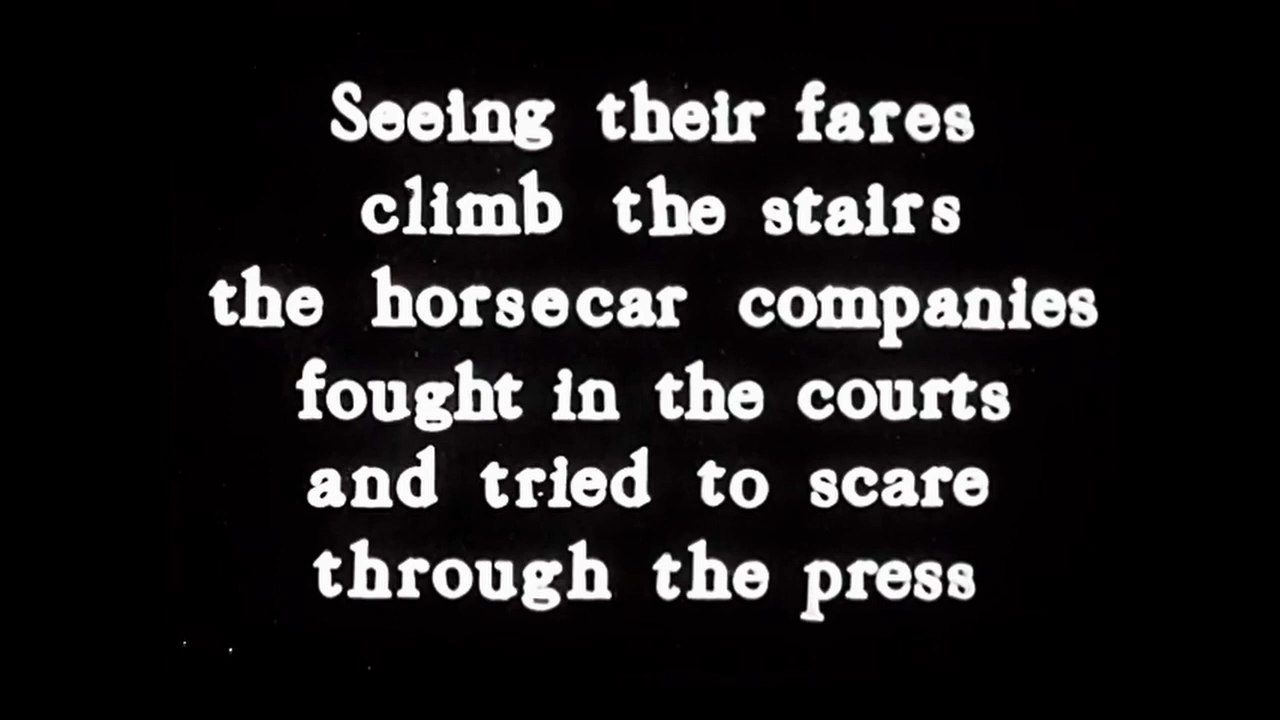 Seeing their fares
climb the stairs
the horsecar companies
fought in the courts
and tried to scare
through the press